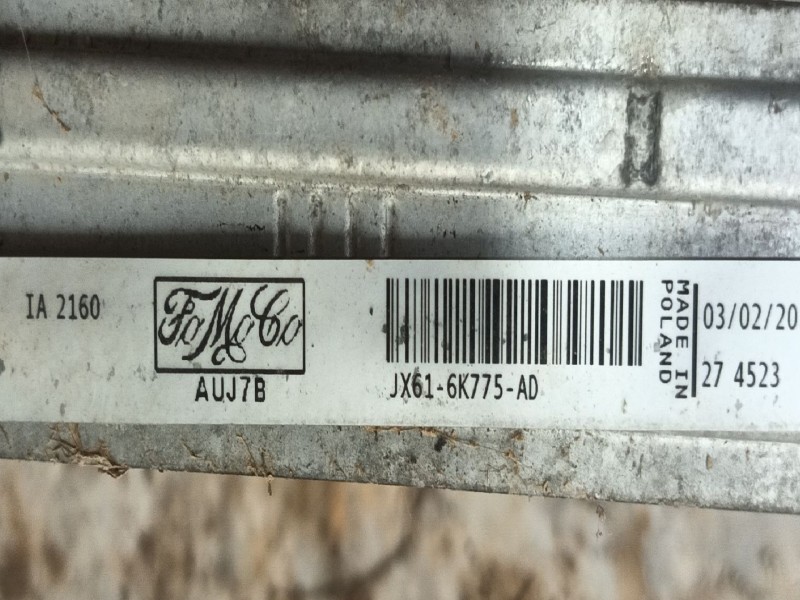 IA 2160
FoMoCo
AUJ7B
JX61-6K775-AD
MADE IN
POLAND
03/02/20
27 4523